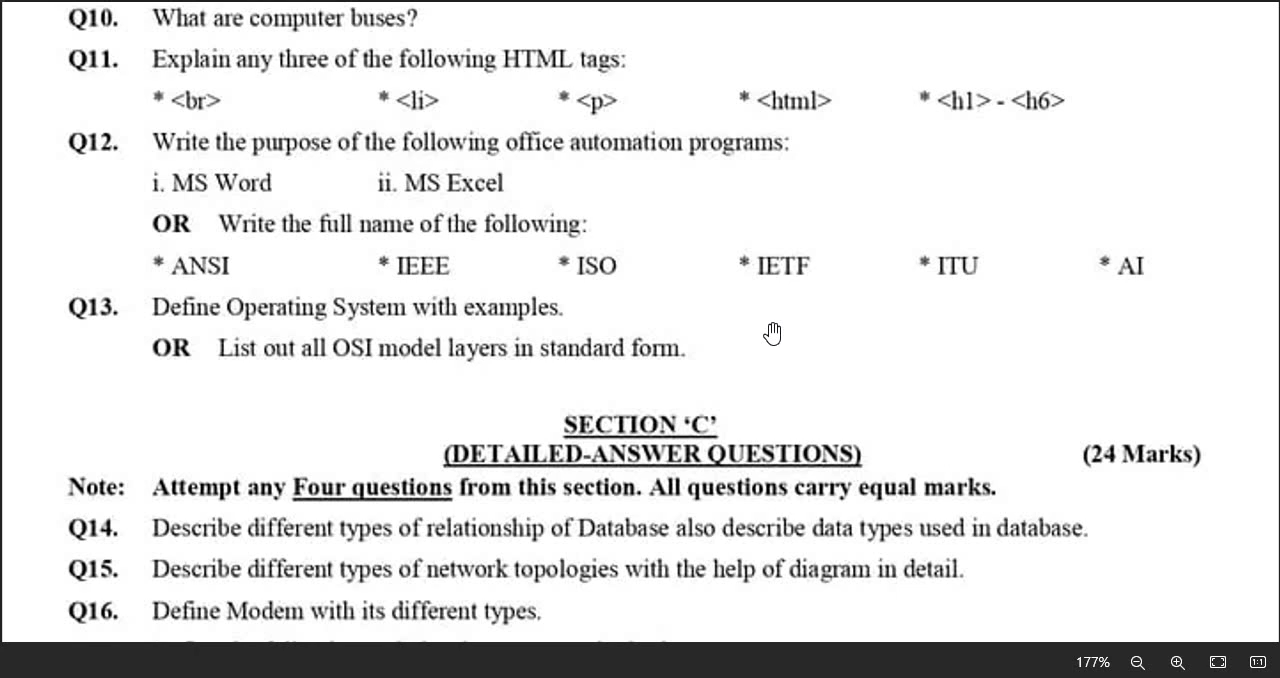 Q10. What are computer buses?
Q11. Explain any three of the following HTML tags:
* <br> * <li> * <p> * <html> * <h1> - <h6>
Q12. Write the purpose of the following office automation programs:
i. MS Word ii. MS Excel
OR Write the full name of the following:
* ANSI * IEEE * ISO * IETF * ITU * AI
Q13. Define Operating System with examples.
OR List out all OSI model layers in standard form.
SECTION ‘C’
(DETAILED-ANSWER QUESTIONS) (24 Marks)
Note: Attempt any Four questions from this section. All questions carry equal marks.
Q14. Describe different types of relationship of Database also describe data types used in database.
Q15. Describe different types of network topologies with the help of diagram in detail.
Q16. Define Modem with its different types.
177% 1:1